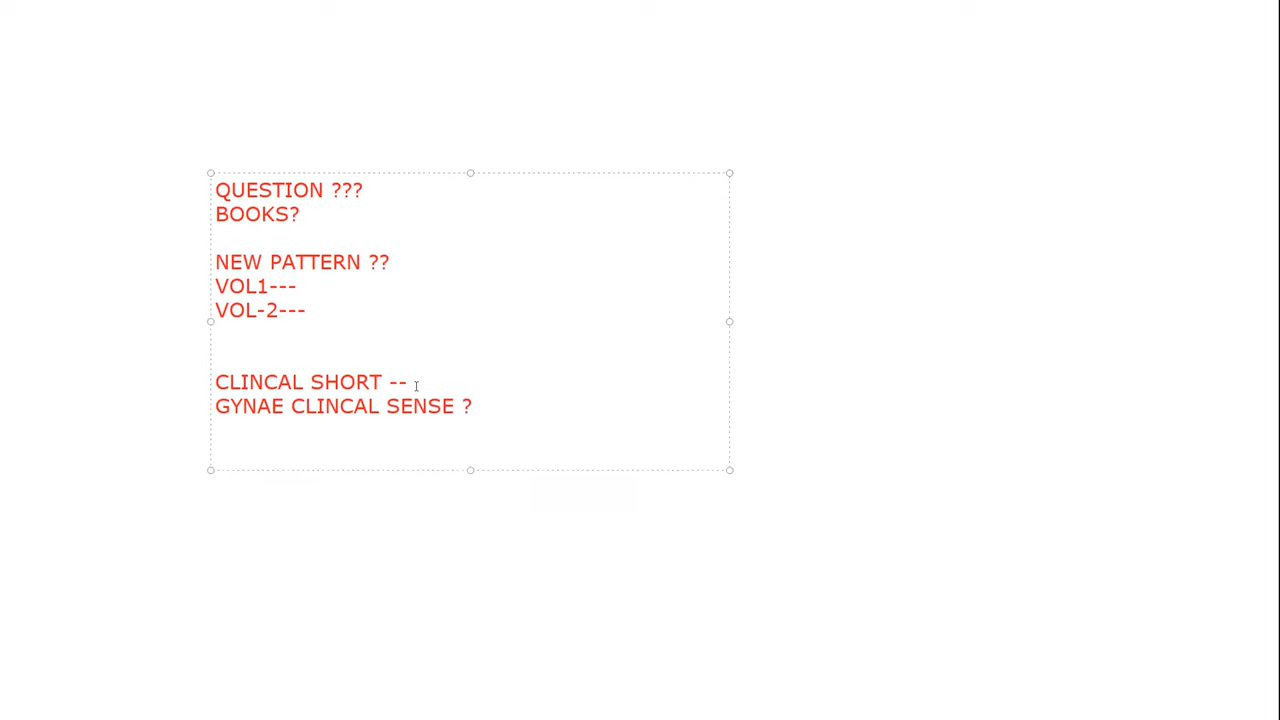 QUESTION ???
BOOKS?
NEW PATTERN ??
VOL1---
VOL-2---
CLINCAL SHORT --
GYNAE CLINCAL SENSE ?